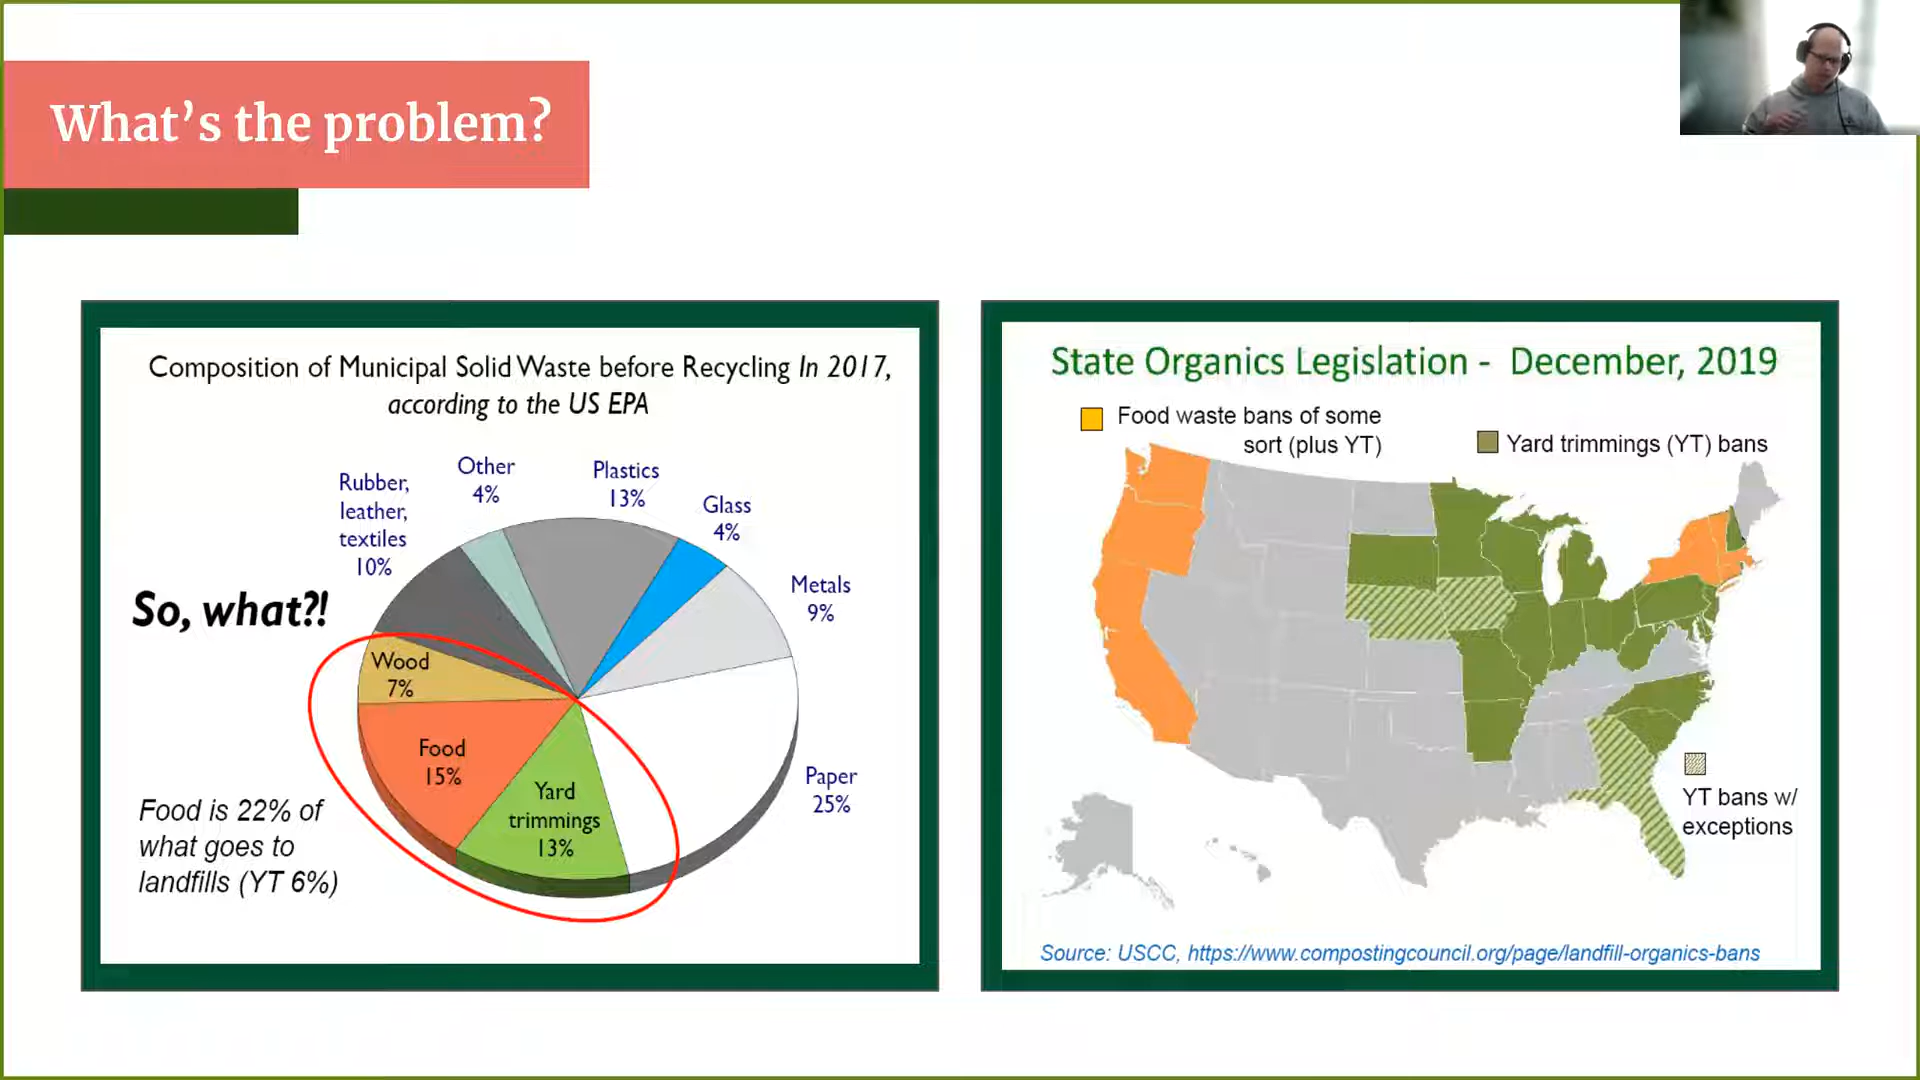 What's the problem?
Composition of Municipal Solid Waste before Recycling In 2017,
according to the US EPA
Other
4%
Plastics
13%
Rubber,
leather,
textiles
10%
Glass
4%
Metals
9%
So, what?!
Wood
7%
Food
15%
Yard
trimmings
13%
Paper
25%
Food is 22% of
what goes to
landfills (YT 6%)
State Organics Legislation - December, 2019
Food waste bans of some
sort (plus YT)
Yard trimmings (YT) bans
YT bans w/
exceptions
Source: USCC, https://www.compostingcouncil.org/page/landfill-organics-bans